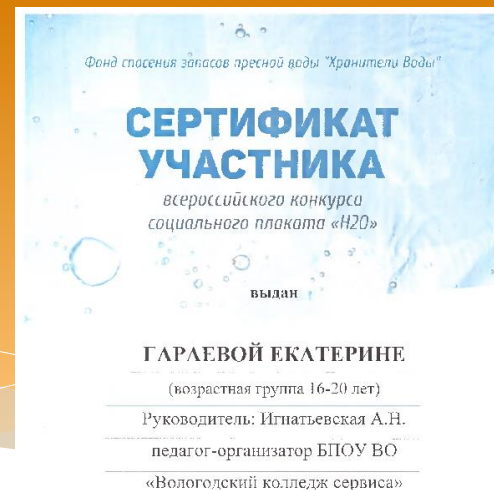 Фонд спасения запасов пресной воды "Хранители Воды"
СЕРТИФИКАТ
УЧАСТНИКА
всероссийского конкурса
социального плаката «Н2О»
выдан
ГАРАЕВОЙ ЕКАТЕРИНЕ
(возрастная группа 16-20 лет)
Руководитель: Игнатьевская А.Н.
педагог-организатор БПОУ ВО
«Вологодский колледж сервиса»